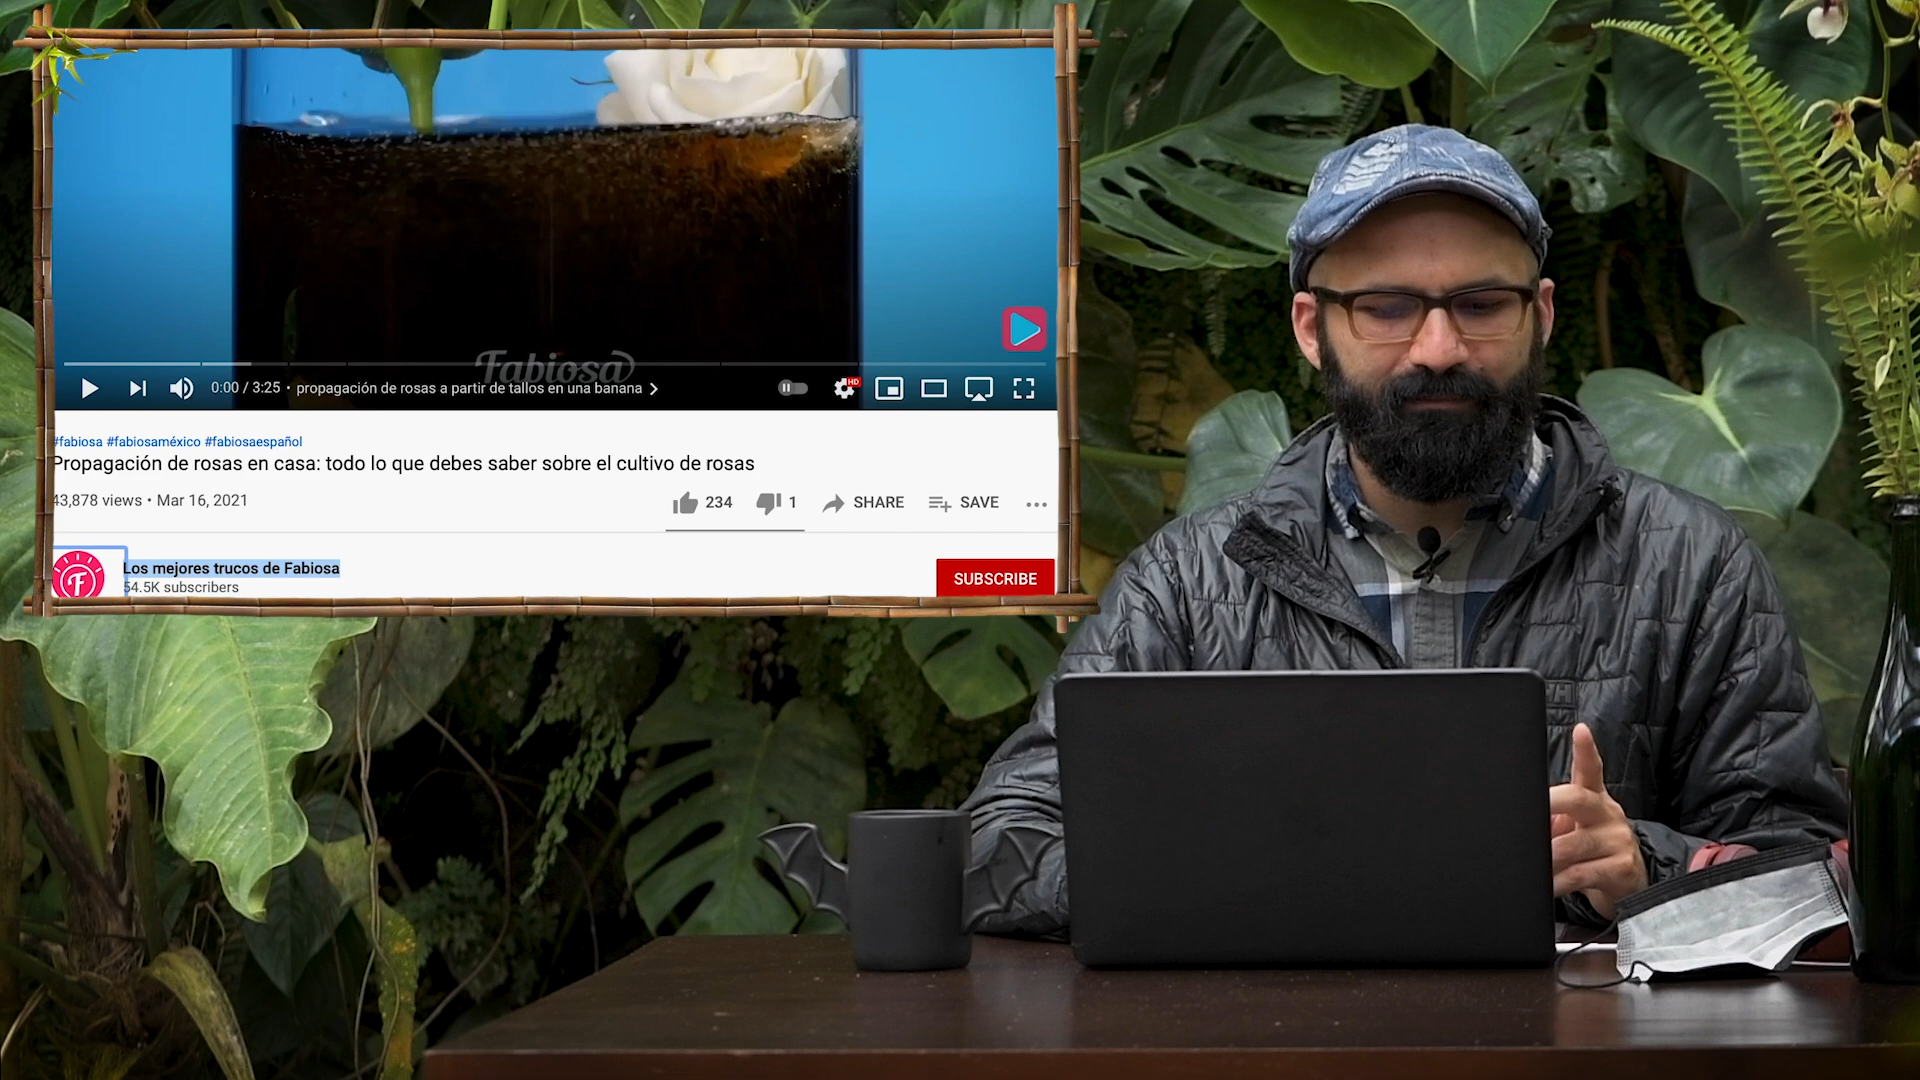 Fabiosa
0:00 / 3:25 • propagación de rosas a partir de tallos en una banana
HD
#fabiosa #fabiosaméxico #fabiosaespañol
Propagación de rosas en casa: todo lo que debes saber sobre el cultivo de rosas
43,878 views • Mar 16, 2021
234 1 SHARE SAVE
F
Los mejores trucos de Fabiosa
54.5K subscribers
SUBSCRIBE